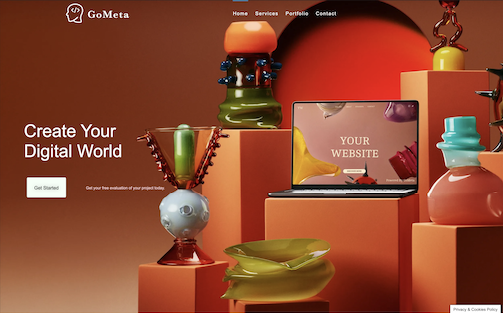 GoMeta
Home Services Portfolio Contact
Create Your
Digital World
YOUR
WEBSITE
Get Started
Get your free evaluation of your project today.
Privacy & Cookies Policy